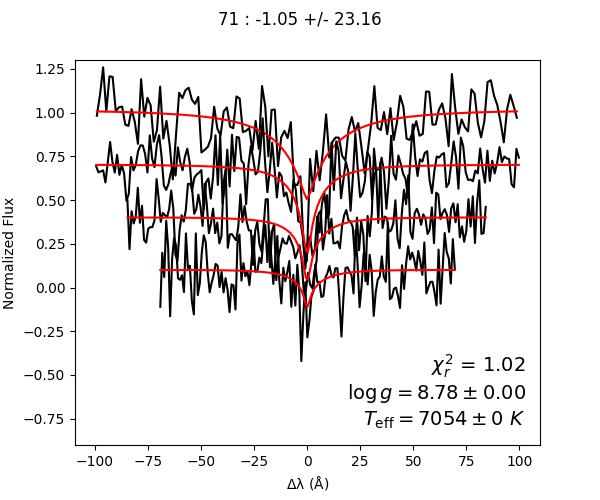 71 : -1.05 +/- 23.16
1.25
1.00
0.75
0.50
0.25
0.00
−0.25
−0.50
−0.75
Normalized Flux
χ²ᵣ = 1.02
log g = 8.78 ± 0.00
T_eff = 7054 ± 0 K
−100 −75 −50 −25 0 25 50 75 100
Δλ (Å)